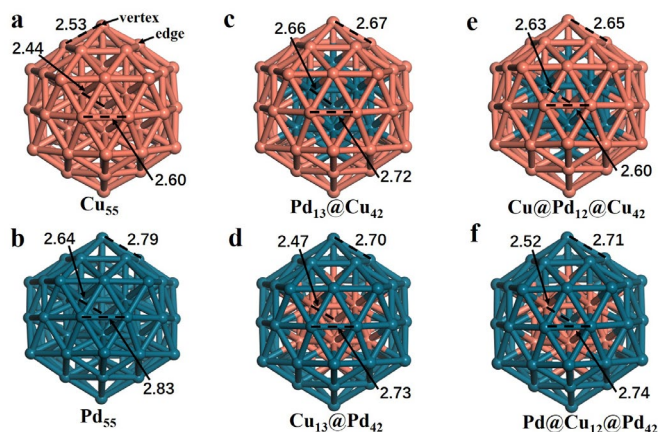 a
2.53
vertex
edge
2.44
2.60
Cu₅₅
c
2.67
2.66
2.72
Pd₁₃@Cu₄₂
e
2.63
2.65
2.60
Cu@Pd₁₂@Cu₄₂
b
2.64
2.79
2.83
Pd₅₅
d
2.47
2.70
2.73
Cu₁₃@Pd₄₂
f
2.52
2.71
2.74
Pd@Cu₁₂@Pd₄₂